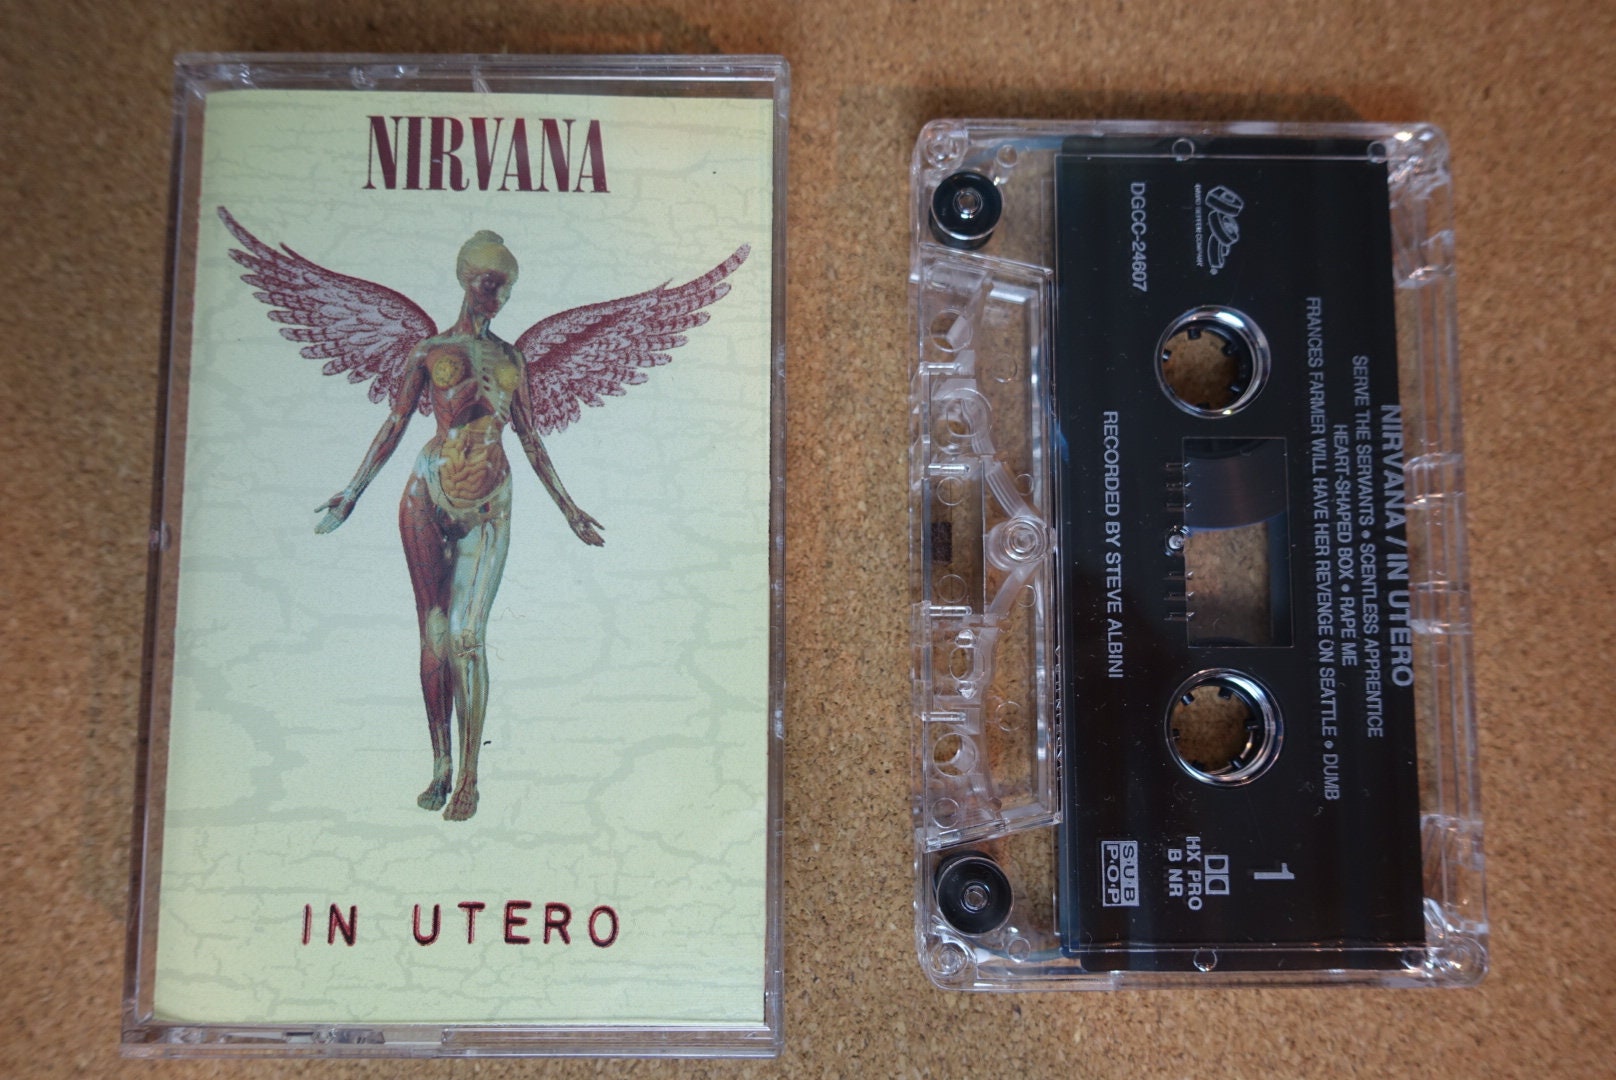 NIRVANA
IN UTERO
NIRVANA / IN UTERO
SERVE THE SERVANTS • SCENTLESS APPRENTICE
HEART-SHAPED BOX • RAPE ME
FRANCES FARMER WILL HAVE HER REVENGE ON SEATTLE • DUMB
DGCC-24607
RECORDED BY STEVE ALBINI
1
HX PRO
B NR
SUB
POP